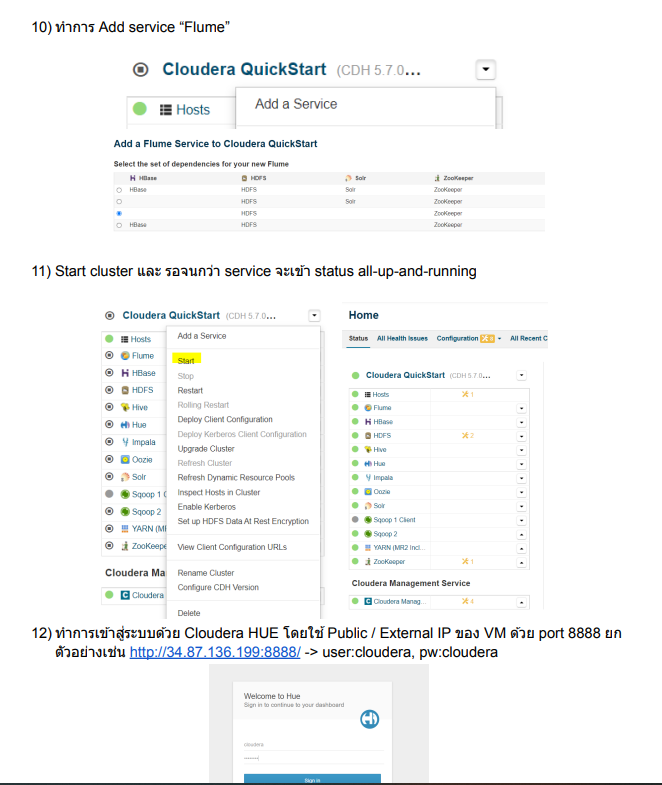 10) ทำการ Add service “Flume”
Cloudera QuickStart (CDH 5.7.0...
Hosts
Add a Service
Add a Flume Service to Cloudera QuickStart
Select the set of dependencies for your new Flume
HBase HDFS Solr ZooKeeper
HBase HDFS Solr ZooKeeper
HDFS Solr ZooKeeper
HDFS ZooKeeper
HBase HDFS ZooKeeper
11) Start cluster และ รอจนกว่า service จะเข้า status all-up-and-running
Cloudera QuickStart (CDH 5.7.0...
Hosts
Flume
HBase
HDFS
Hive
Hue
Impala
Oozie
Solr
Sqoop 1 C
Sqoop 2
YARN (MR
ZooKeepe
Cloudera Ma
Cloudera
Add a Service
Start
Stop
Restart
Rolling Restart
Deploy Client Configuration
Deploy Kerberos Client Configuration
Upgrade Cluster
Refresh Cluster
Refresh Dynamic Resource Pools
Inspect Hosts in Cluster
Enable Kerberos
Set up HDFS Data At Rest Encryption
View Client Configuration URLs
Rename Cluster
Configure CDH Version
Delete
Home
Status All Health Issues Configuration All Recent C
Cloudera QuickStart (CDH 5.7.0...
Hosts 1
Flume
HBase
HDFS 2
Hive
Hue
Impala
Oozie
Solr
Sqoop 1 Client
Sqoop 2
YARN (MR2 Incl...
ZooKeeper 1
Cloudera Management Service
Cloudera Manag... 4
12) ทำการเข้าสู่ระบบด้วย Cloudera HUE โดยใช้ Public / External IP ของ VM ด้วย port 8888 ยก
ตัวอย่างเช่น http://34.87.136.199:8888/ -> user:cloudera, pw:cloudera
Welcome to Hue
Sign in to continue to your dashboard
cloudera
Sign in